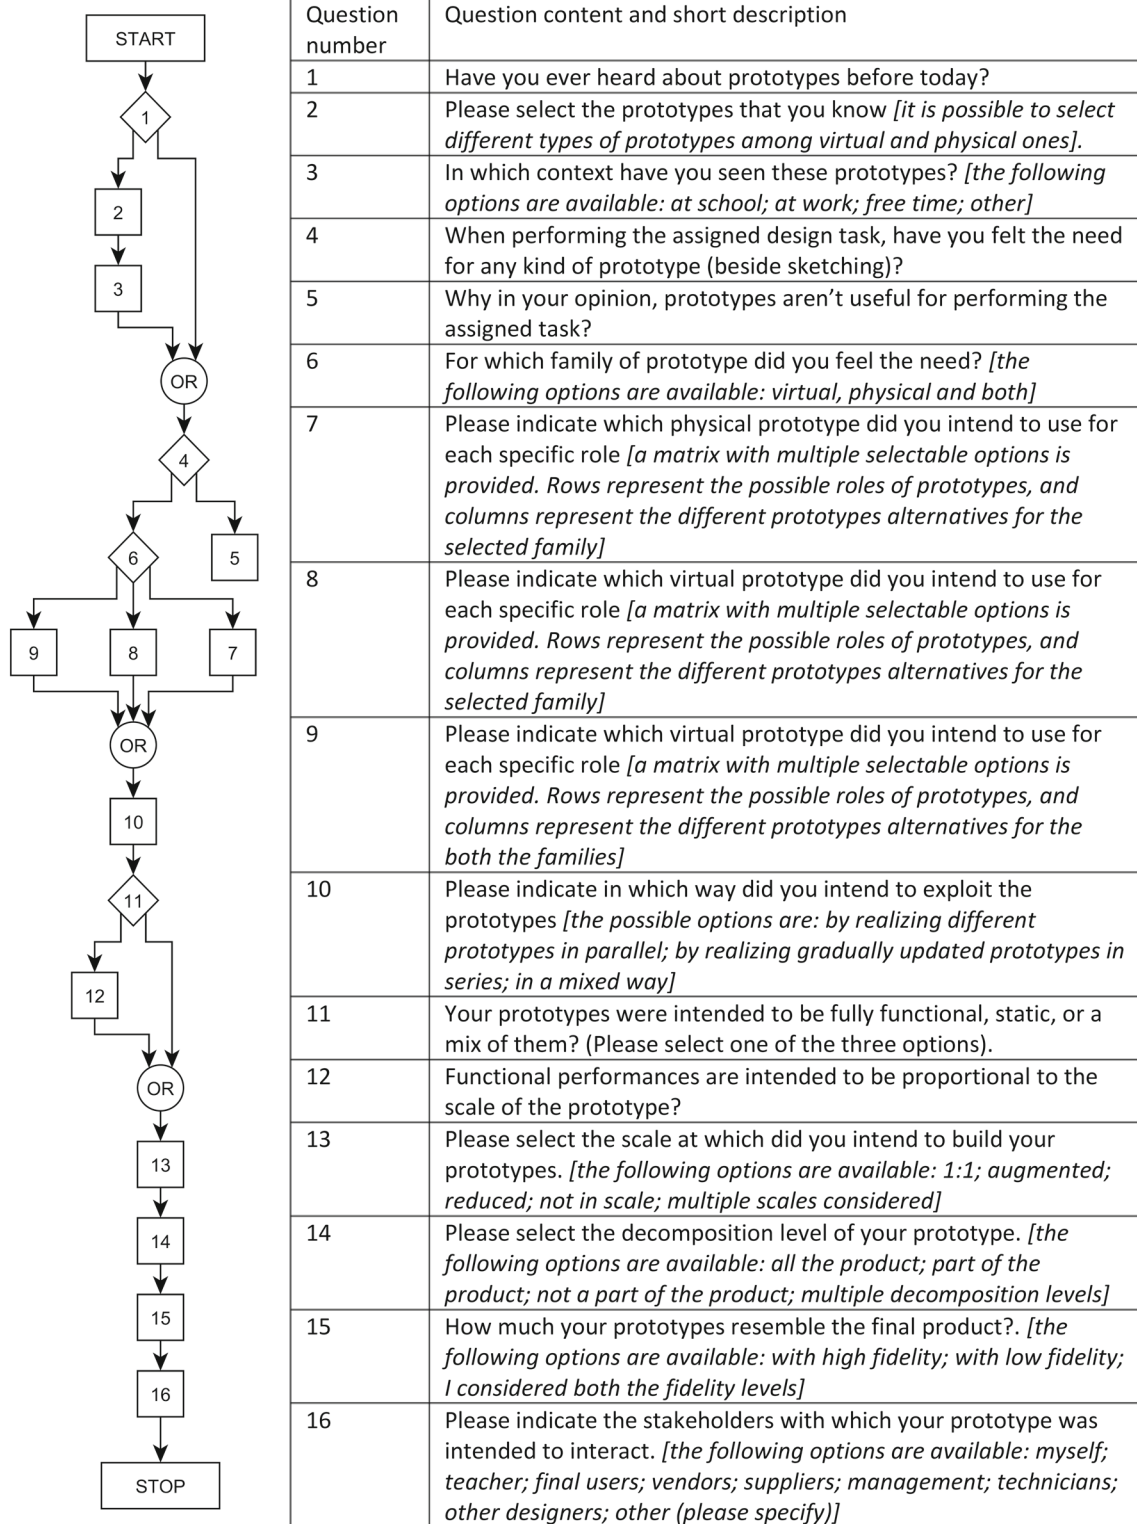 START
1
2
3
OR
4
6
5
9
8
7
OR
10
11
12
OR
13
14
15
16
STOP
Question number
Question content and short description
1
Have you ever heard about prototypes before today?
2
Please select the prototypes that you know [it is possible to select
different types of prototypes among virtual and physical ones].
3
In which context have you seen these prototypes? [the following
options are available: at school; at work; free time; other]
4
When performing the assigned design task, have you felt the need
for any kind of prototype (beside sketching)?
5
Why in your opinion, prototypes aren't useful for performing the
assigned task?
6
For which family of prototype did you feel the need? [the
following options are available: virtual, physical and both]
7
Please indicate which physical prototype did you intend to use for
each specific role [a matrix with multiple selectable options is
provided. Rows represent the possible roles of prototypes, and
columns represent the different prototypes alternatives for the
selected family]
8
Please indicate which virtual prototype did you intend to use for
each specific role [a matrix with multiple selectable options is
provided. Rows represent the possible roles of prototypes, and
columns represent the different prototypes alternatives for the
selected family]
9
Please indicate which virtual prototype did you intend to use for
each specific role [a matrix with multiple selectable options is
provided. Rows represent the possible roles of prototypes, and
columns represent the different prototypes alternatives for the
both the families]
10
Please indicate in which way did you intend to exploit the
prototypes [the possible options are: by realizing different
prototypes in parallel; by realizing gradually updated prototypes in
series; in a mixed way]
11
Your prototypes were intended to be fully functional, static, or a
mix of them? (Please select one of the three options).
12
Functional performances are intended to be proportional to the
scale of the prototype?
13
Please select the scale at which did you intend to build your
prototypes. [the following options are available: 1:1; augmented;
reduced; not in scale; multiple scales considered]
14
Please select the decomposition level of your prototype. [the
following options are available: all the product; part of the
product; not a part of the product; multiple decomposition levels]
15
How much your prototypes resemble the final product?. [the
following options are available: with high fidelity; with low fidelity;
I considered both the fidelity levels]
16
Please indicate the stakeholders with which your prototype was
intended to interact. [the following options are available: myself;
teacher; final users; vendors; suppliers; management; technicians;
other designers; other (please specify)]